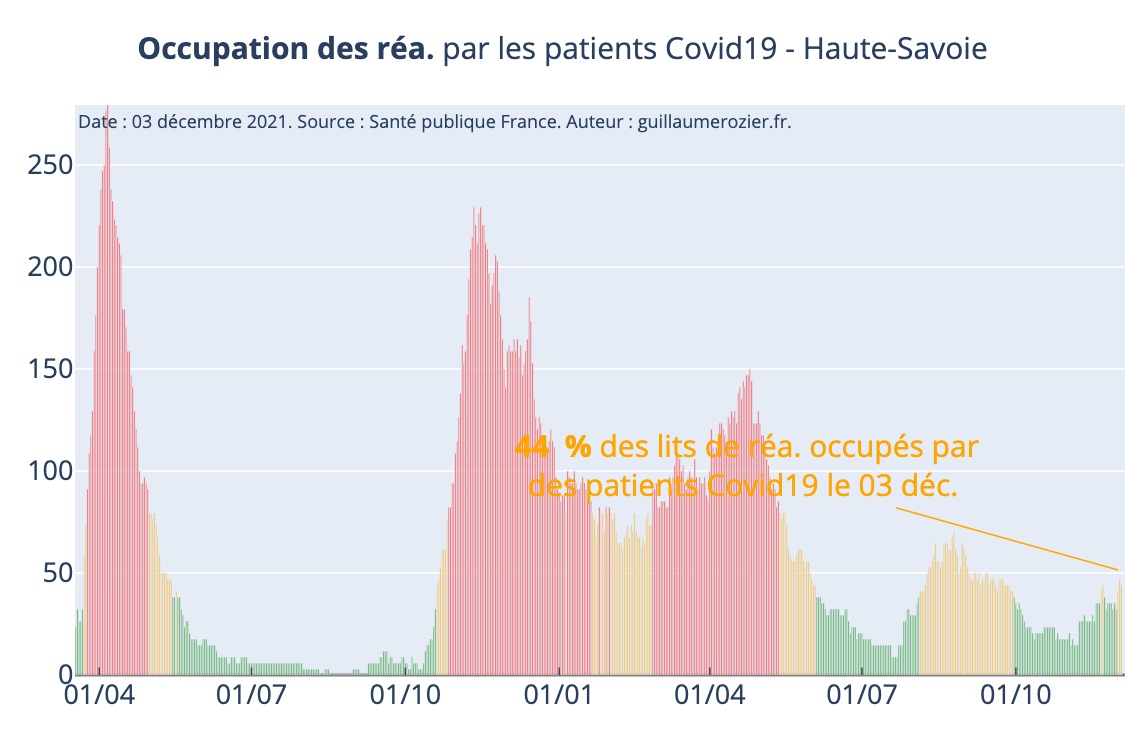 Occupation des réa. par les patients Covid19 - Haute-Savoie
Date : 03 décembre 2021. Source : Santé publique France. Auteur : guillaumerozier.fr.
250
200
150
100
50
0
44 % des lits de réa. occupés par
des patients Covid19 le 03 déc.
01/04 01/07 01/10 01/01 01/04 01/07 01/10